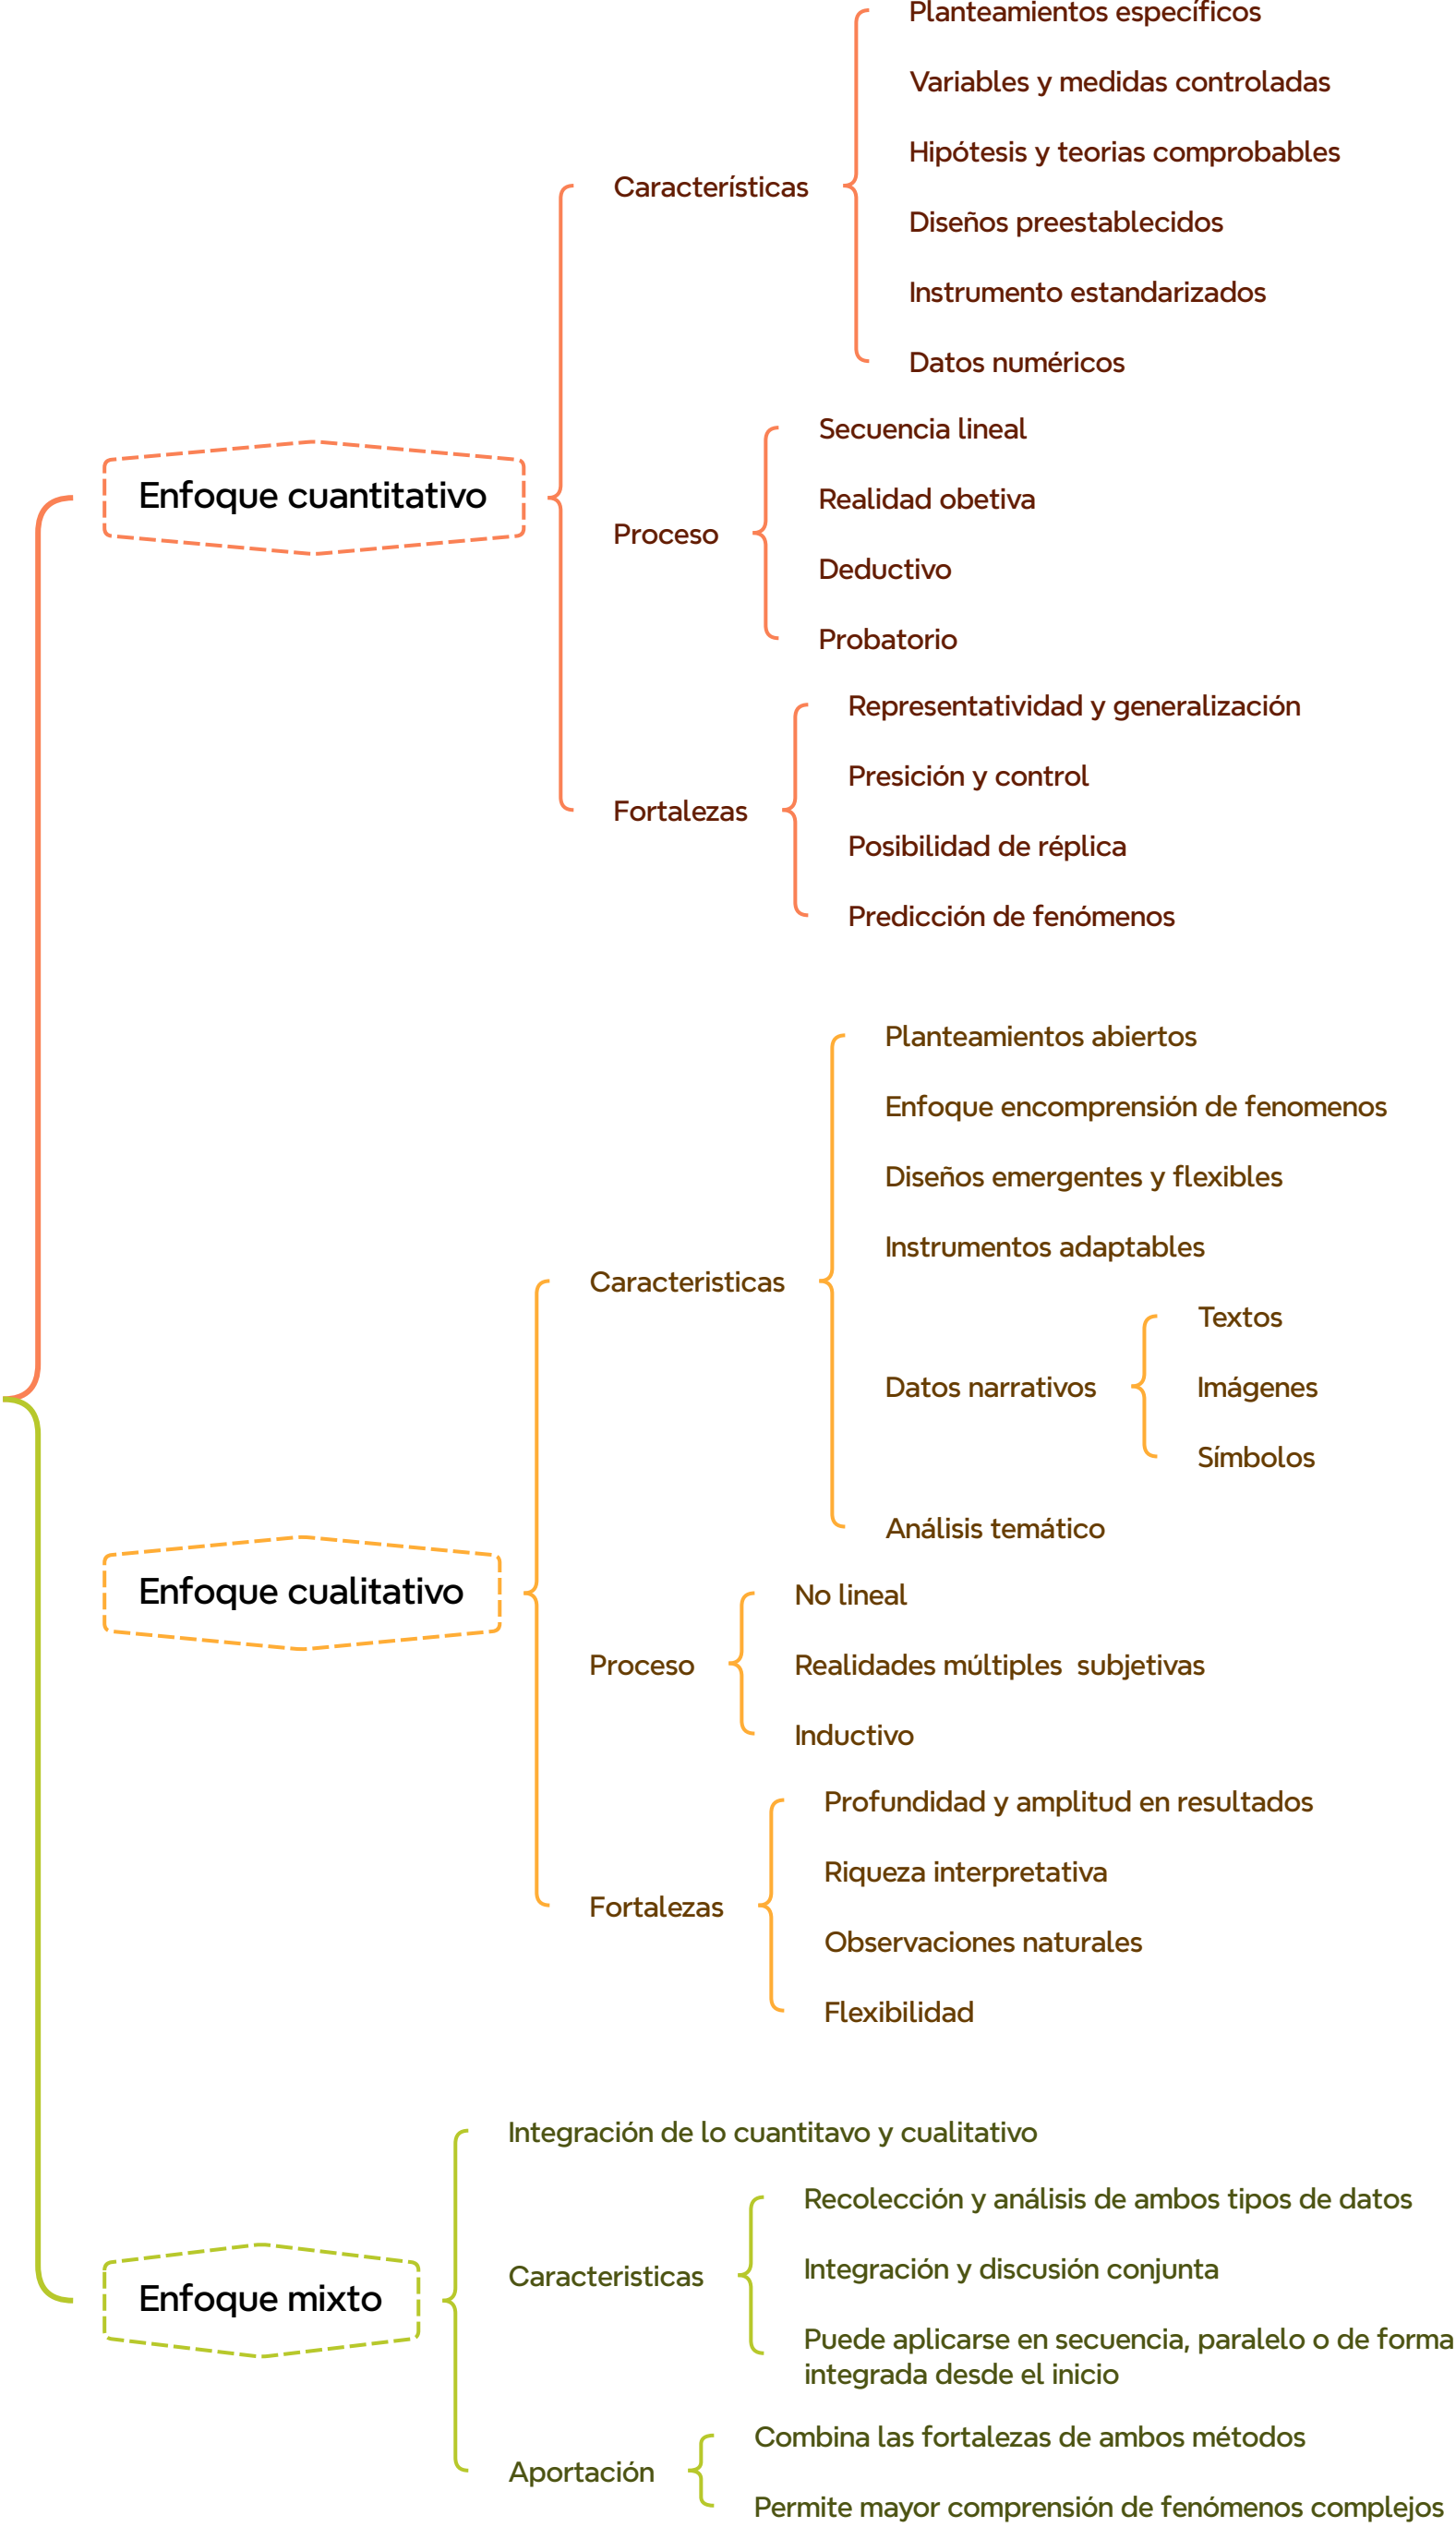 Enfoque cuantitativo
Características
Planteamientos específicos
Variables y medidas controladas
Hipótesis y teorias comprobables
Diseños preestablecidos
Instrumento estandarizados
Datos numéricos
Proceso
Secuencia lineal
Realidad obetiva
Deductivo
Probatorio
Fortalezas
Representatividad y generalización
Presición y control
Posibilidad de réplica
Predicción de fenómenos
Enfoque cualitativo
Caracteristicas
Planteamientos abiertos
Enfoque encomprensión de fenomenos
Diseños emergentes y flexibles
Instrumentos adaptables
Datos narrativos
Textos
Imágenes
Símbolos
Análisis temático
Proceso
No lineal
Realidades múltiples  subjetivas
Inductivo
Fortalezas
Profundidad y amplitud en resultados
Riqueza interpretativa
Observaciones naturales
Flexibilidad
Enfoque mixto
Integración de lo cuantitavo y cualitativo
Caracteristicas
Recolección y análisis de ambos tipos de datos
Integración y discusión conjunta
Puede aplicarse en secuencia, paralelo o de forma
integrada desde el inicio
Aportación
Combina las fortalezas de ambos métodos
Permite mayor comprensión de fenómenos complejos